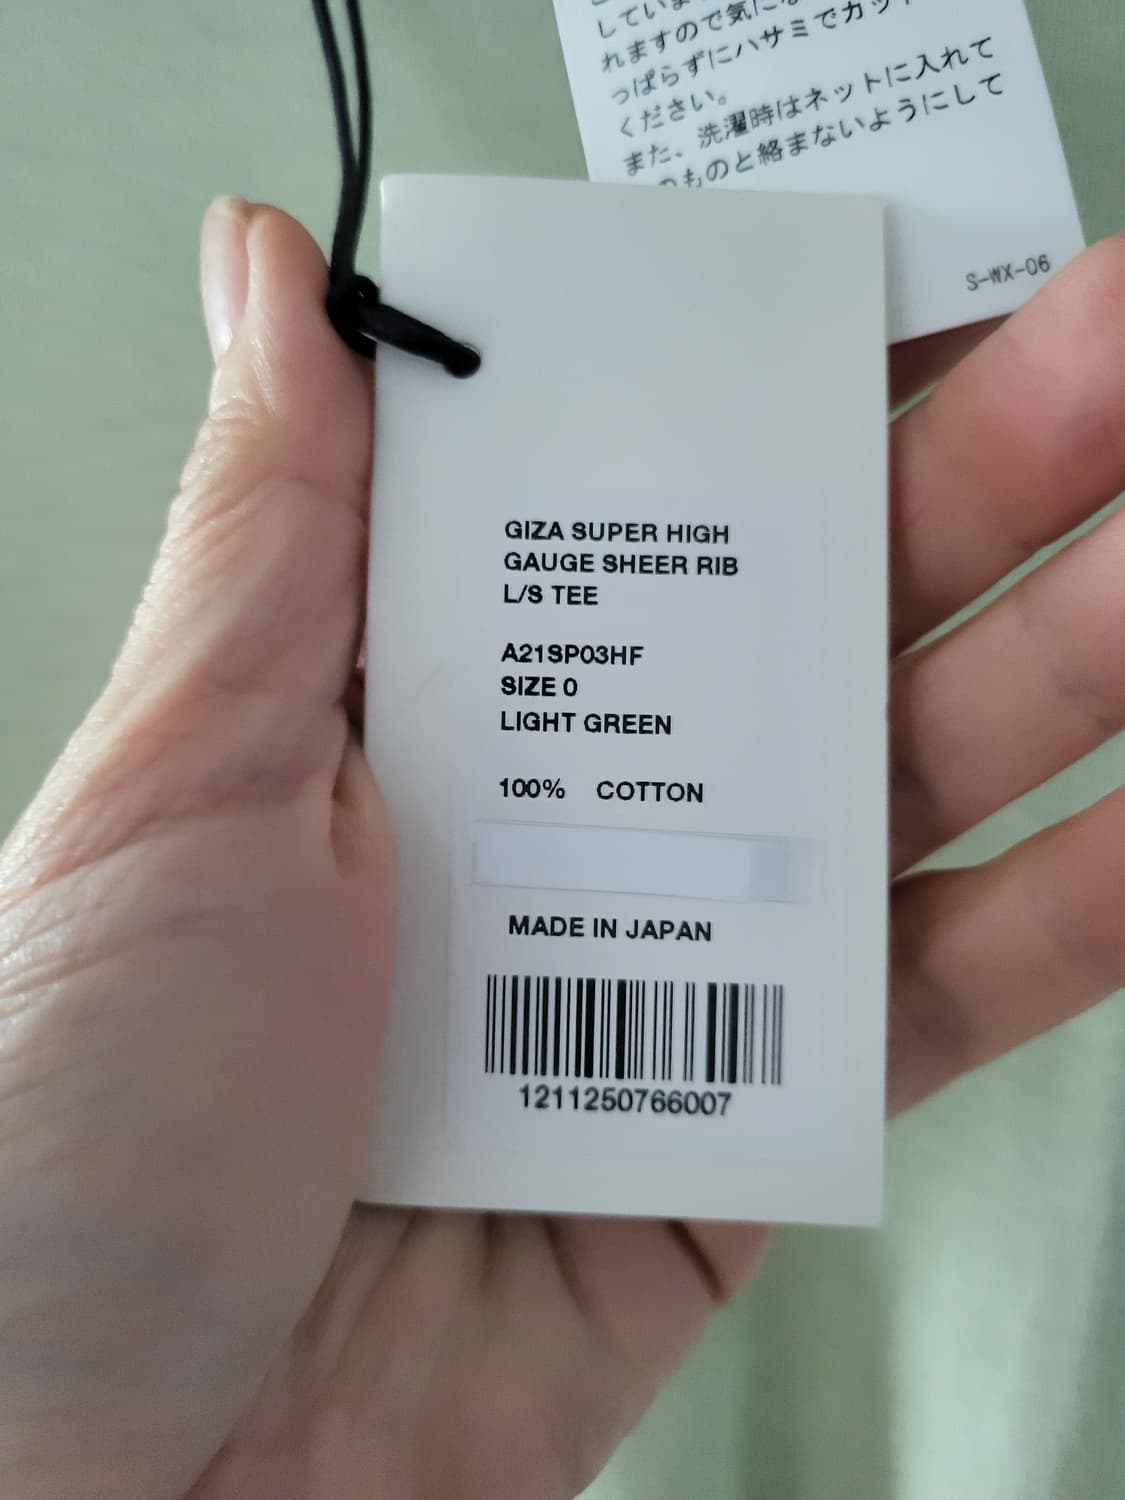 していま
れますので気にな
っぱらずにハサミでカット
ください。
また、洗濯時はネットに入れて
ものと絡まないようにして
S-WX-06
GIZA SUPER HIGH
GAUGE SHEER RIB
L/S TEE
A21SP03HF
SIZE 0
LIGHT GREEN
100% COTTON
MADE IN JAPAN
1211250766007